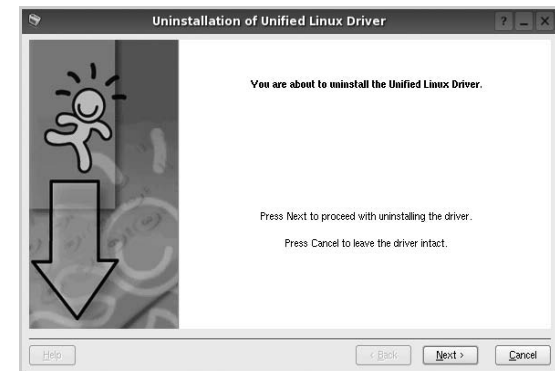 Uninstallation of Unified Linux Driver
You are about to uninstall the Unified Linux Driver.
Press Next to proceed with uninstalling the driver.
Press Cancel to leave the driver intact.
Help
< Back
Next >
Cancel